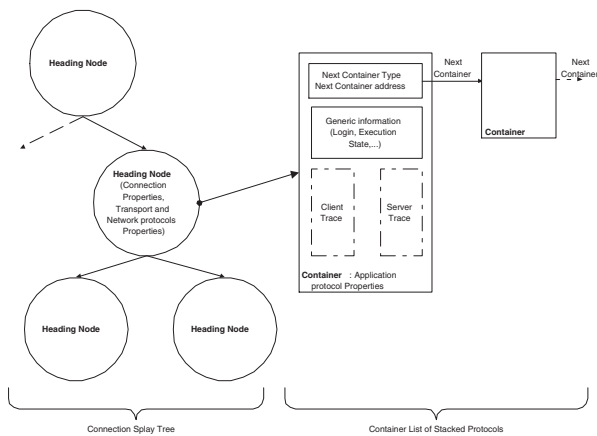 Heading Node
Heading Node
(Connection
Properties,
Transport and
Network protocols
Properties)
Heading Node
Heading Node
Connection Splay Tree
Next Container Type
Next Container address
Generic information
(Login, Execution
State,...)
Client
Trace
Server
Trace
Container : Application
protocol Properties
Next
Container
Container
Next
Container
Container List of Stacked Protocols